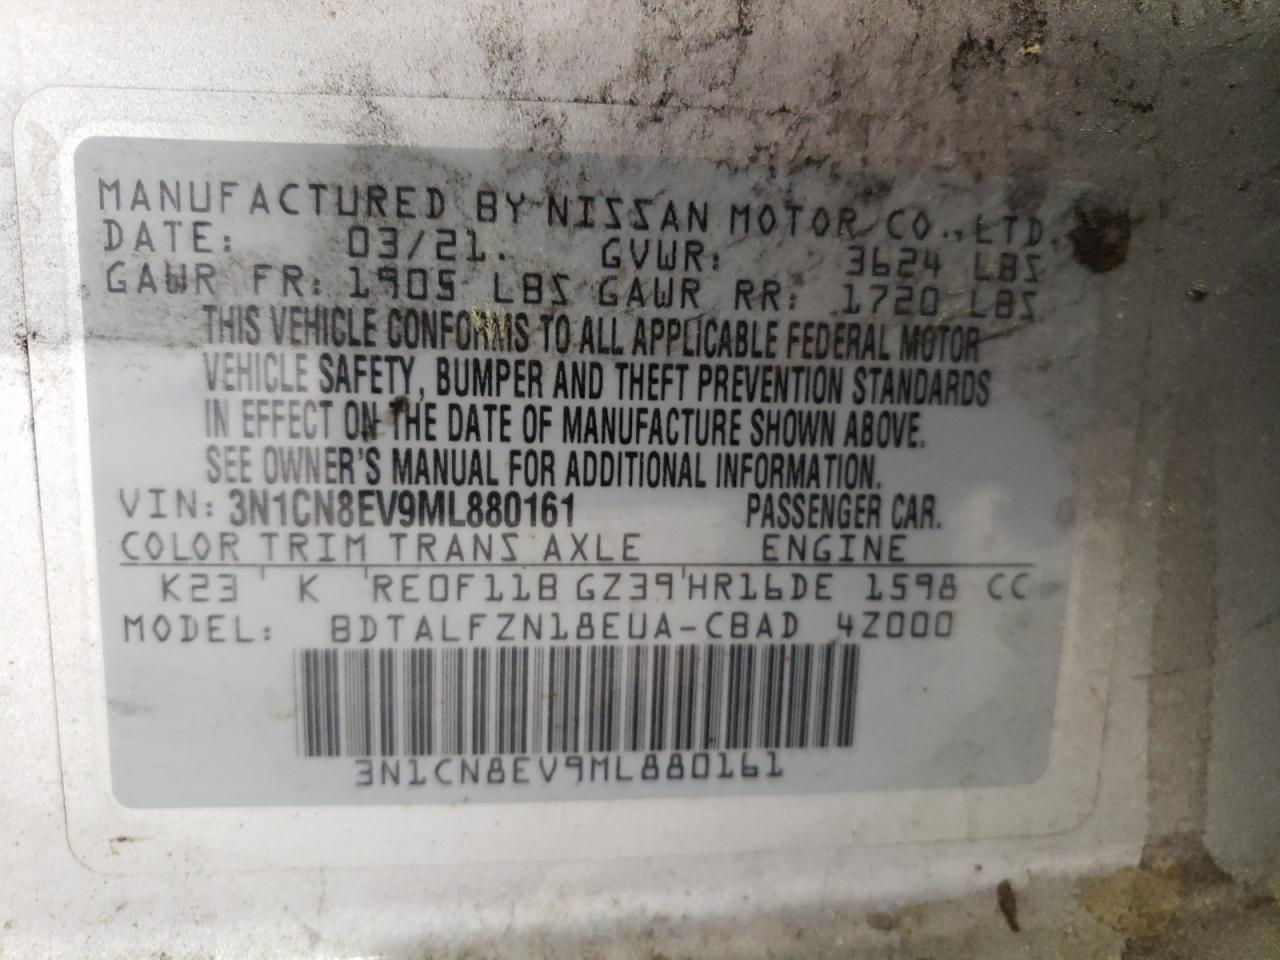 MANUFACTURED BY NISSAN MOTOR CO., LTD.
DATE: 03/21. GVWR: 3624 LBS
GAWR FR: 1905 LBS GAWR RR: 1720 LBS
THIS VEHICLE CONFORMS TO ALL APPLICABLE FEDERAL MOTOR
VEHICLE SAFETY, BUMPER AND THEFT PREVENTION STANDARDS
IN EFFECT ON THE DATE OF MANUFACTURE SHOWN ABOVE.
SEE OWNER'S MANUAL FOR ADDITIONAL INFORMATION.
VIN: 3N1CN8EV9ML880161 PASSENGER CAR.
COLOR TRIM TRANS AXLE ENGINE
K23 K RE0F11B GZ39 HR16DE 1598 CC
MODEL: BDTALFZN18EUA-CBAD 4Z000
3N1CN8EV9ML880161